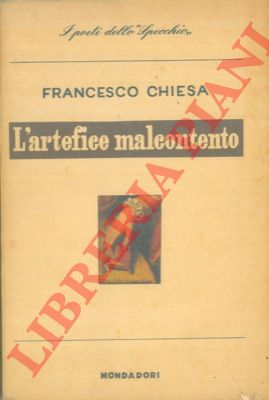 I poeti dello "Specchio"
FRANCESCO CHIESA
L'artefice malcontento
MONDADORI
LIBRERIA PIANI